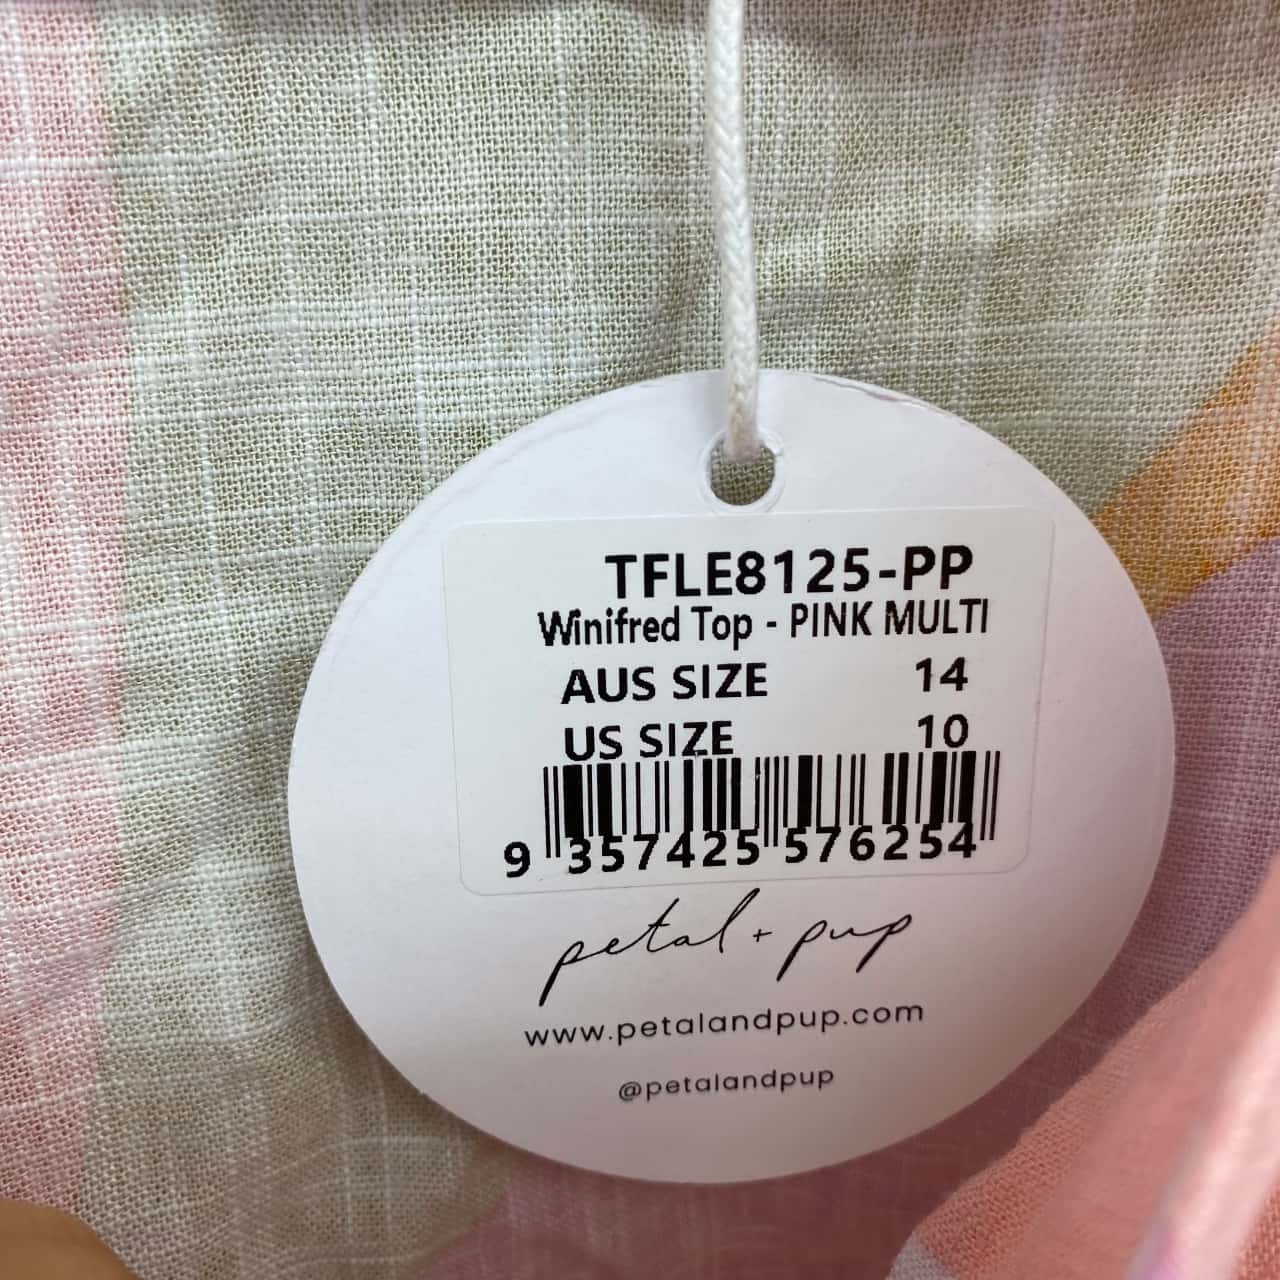 TFLE8125-PP
Winifred Top - PINK MULTI
AUS SIZE 14
US SIZE 10
9 357425 576254
petal + pup
www.petalandpup.com
@petalandpup